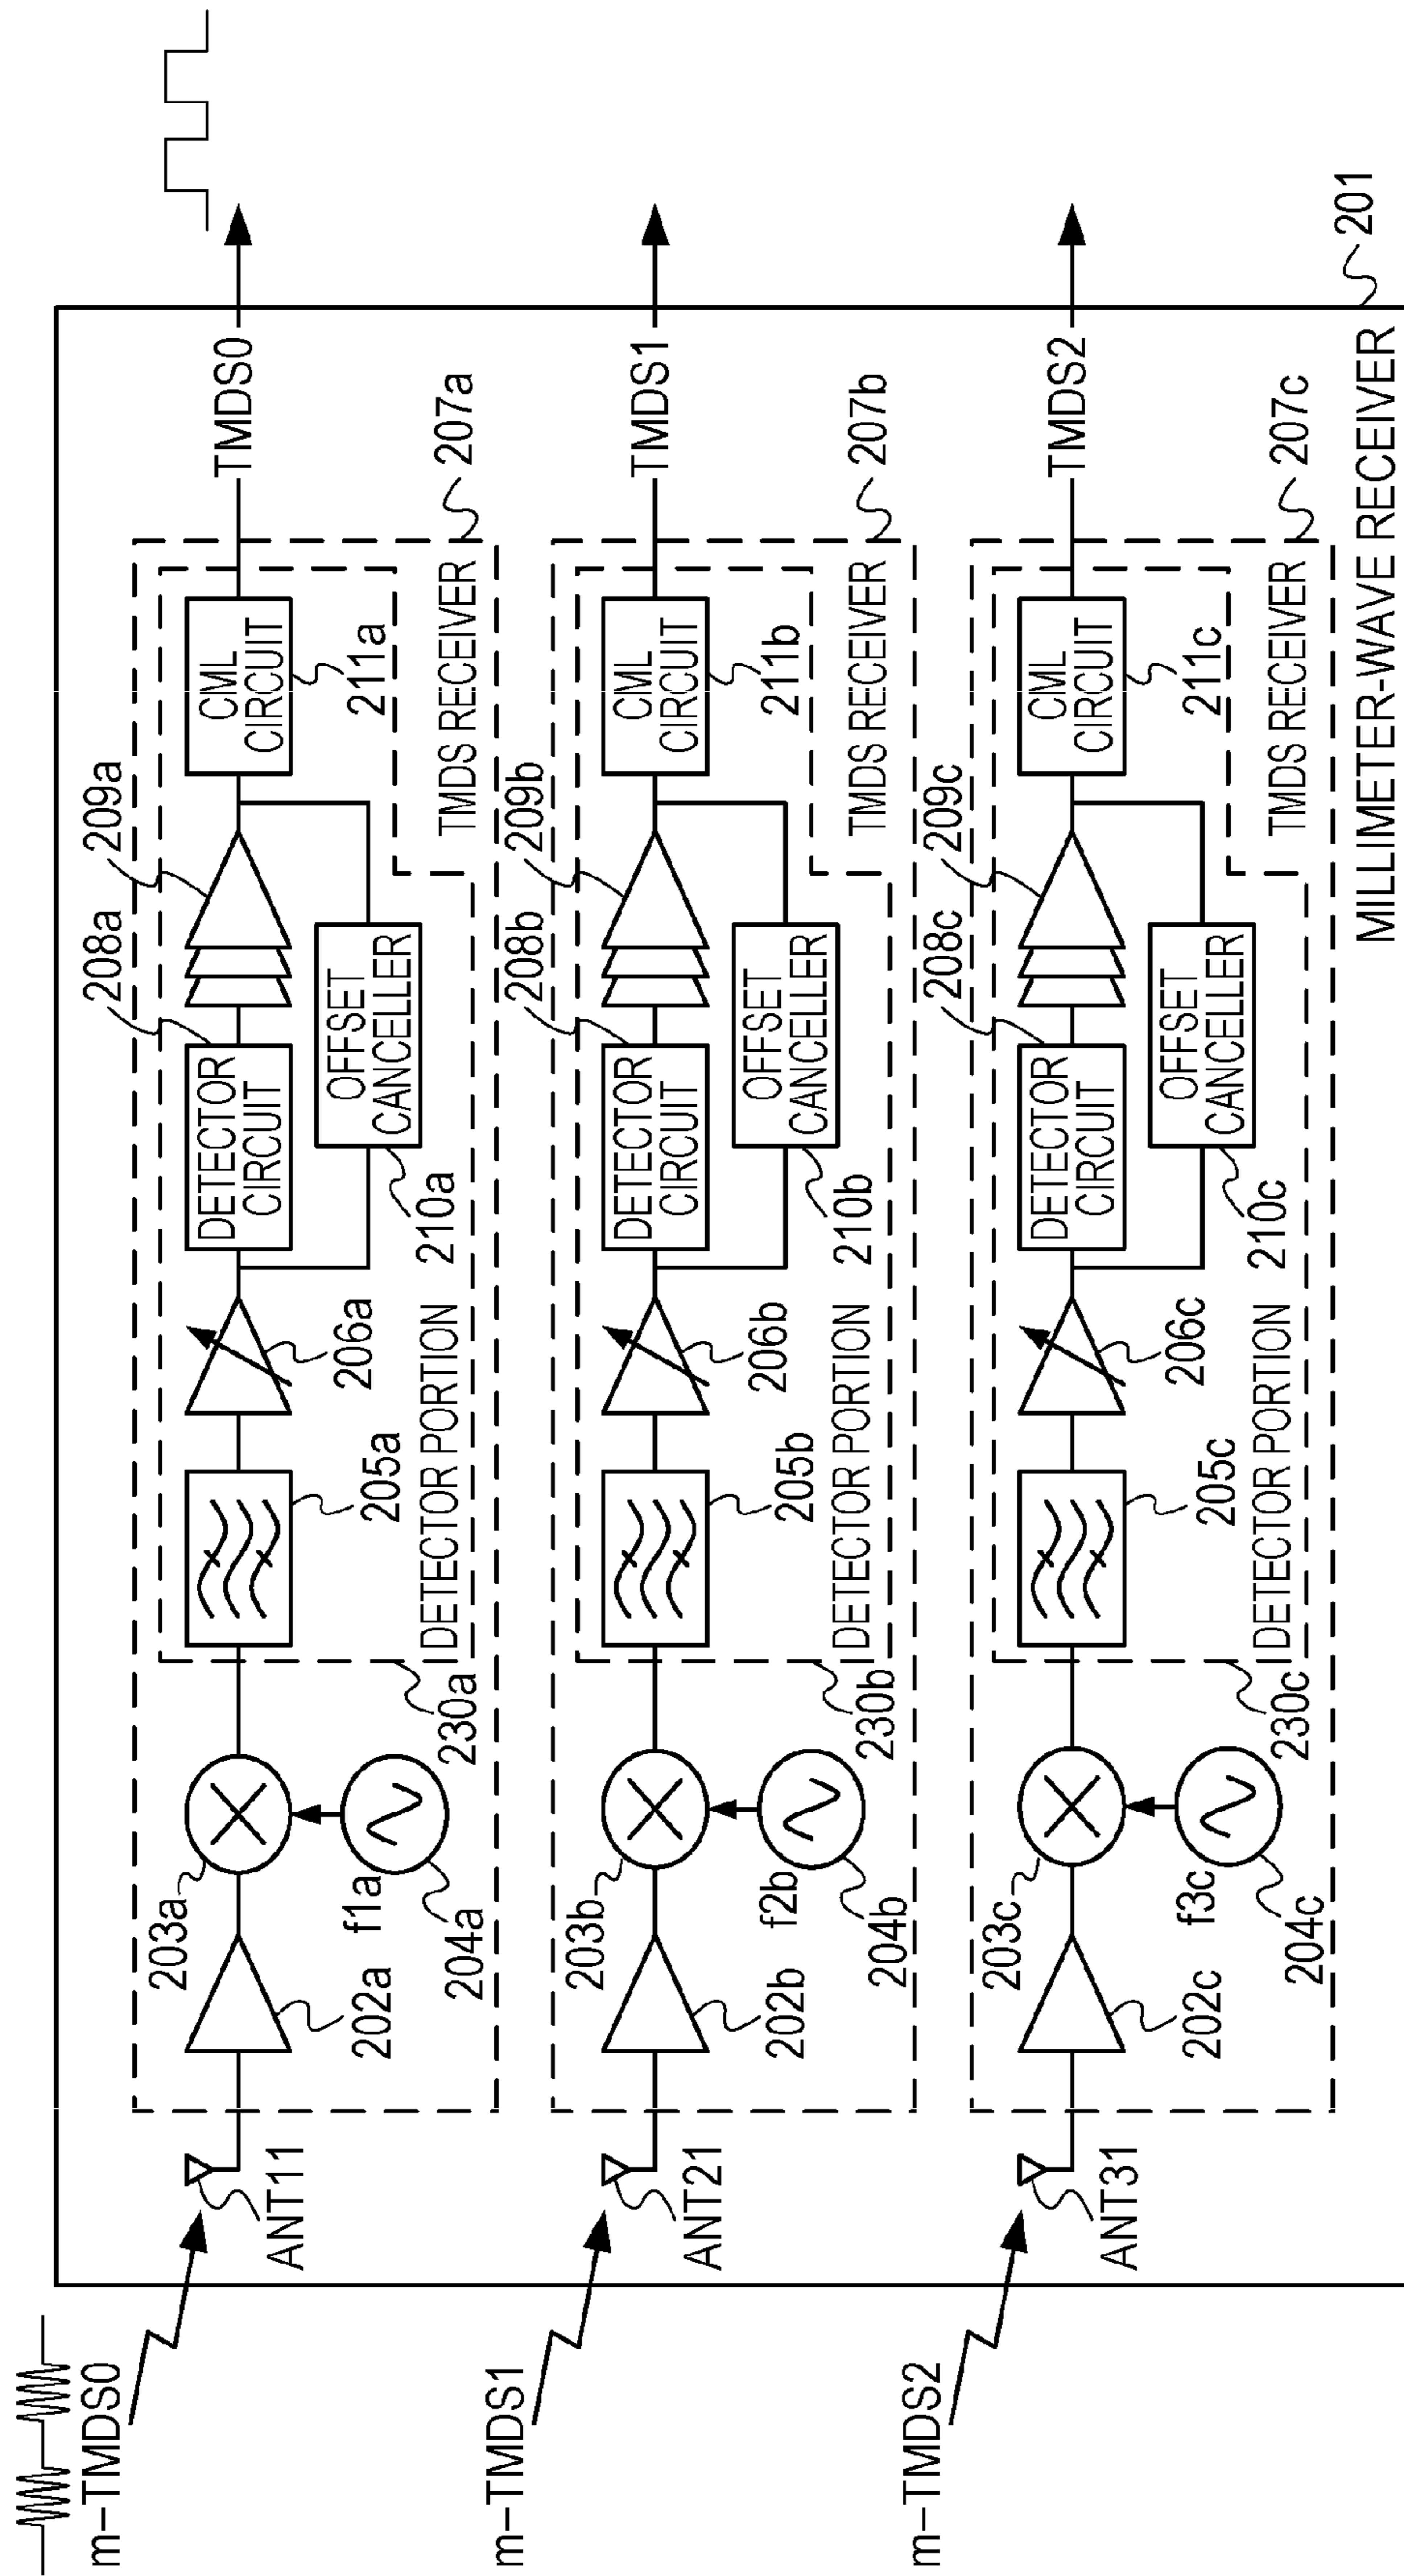 m-TMDS0
ANT11
202a
203a
f1a
204a
230a
205a
206a
DETECTOR PORTION
208a
DETECTOR
CIRCUIT
209a
OFFSET
CANCELLER
210a
CML
CIRCUIT
211a
TMDS RECEIVER
207a
TMDS0
m-TMDS1
ANT21
202b
203b
f2b
204b
230b
205b
206b
DETECTOR PORTION
208b
DETECTOR
CIRCUIT
209b
OFFSET
CANCELLER
210b
CML
CIRCUIT
211b
TMDS RECEIVER
207b
TMDS1
m-TMDS2
ANT31
202c
203c
f3c
204c
230c
205c
206c
DETECTOR PORTION
208c
DETECTOR
CIRCUIT
209c
OFFSET
CANCELLER
210c
CML
CIRCUIT
211c
TMDS RECEIVER
207c
TMDS2
MILLIMETER-WAVE RECEIVER
201